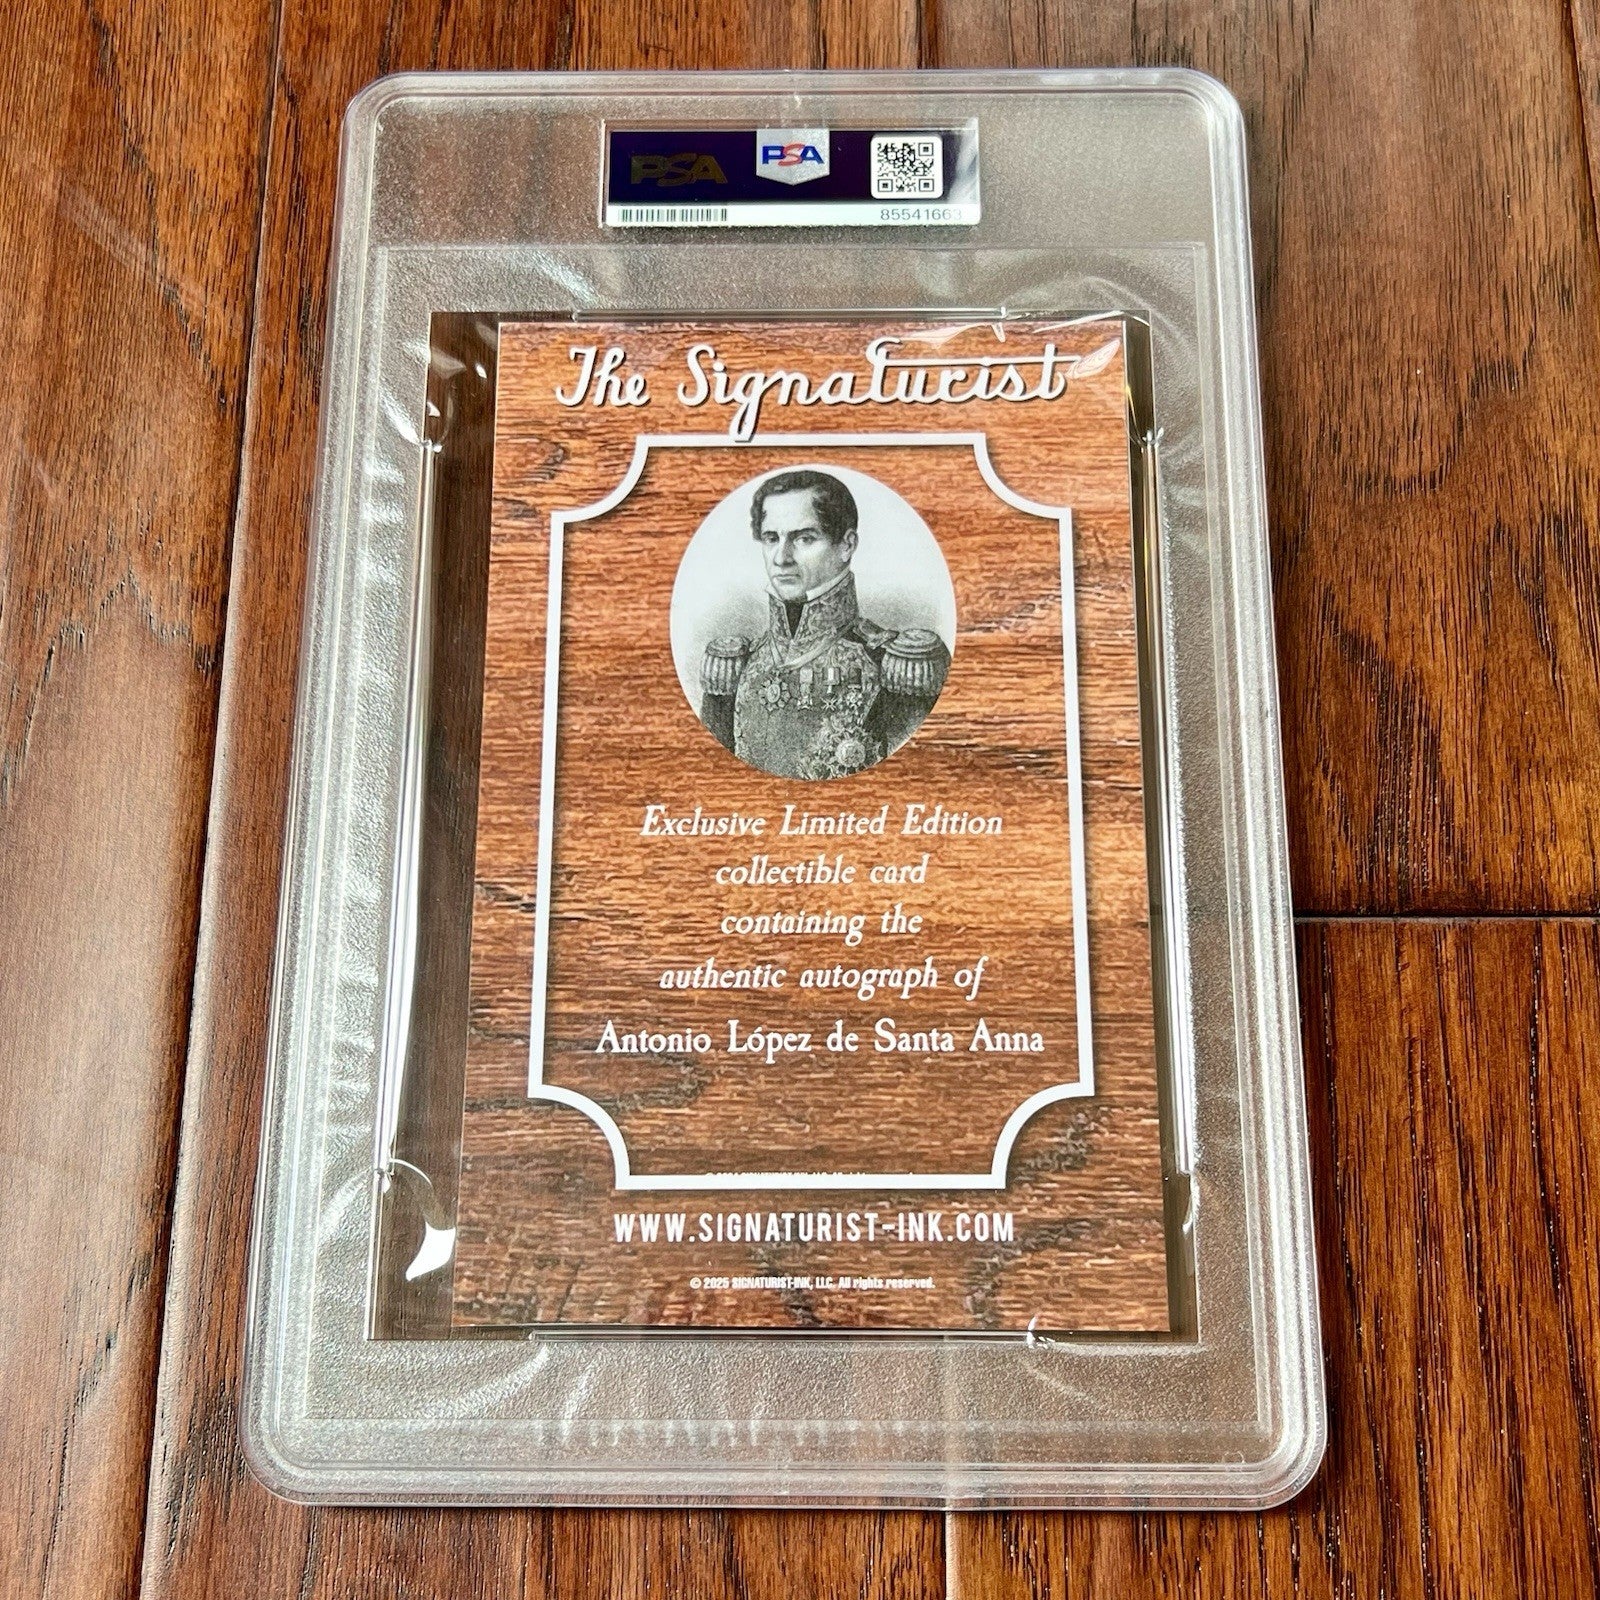 PSA PSA
85541663
The Signaturist
Exclusive Limited Edition
collectible card
containing the
authentic autograph of
Antonio López de Santa Anna
WWW.SIGNATURIST-INK.COM
© 2025 SIGNATURIST-INK, LLC. All rights reserved.